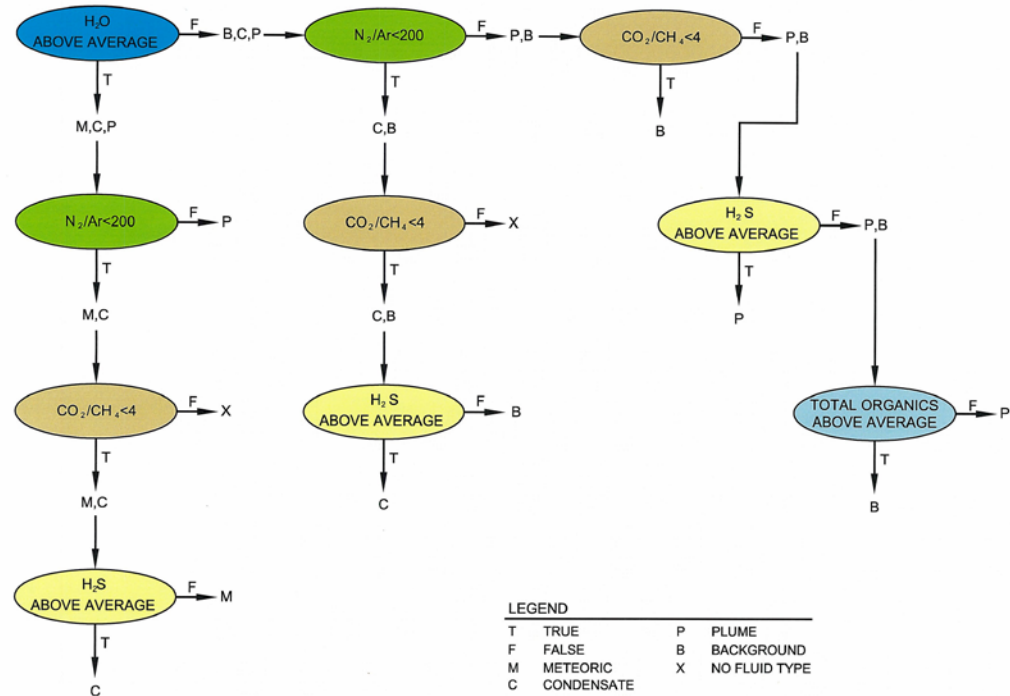 H₂O
ABOVE AVERAGE
F
B,C,P
N₂/Ar<200
F
P,B
CO₂/CH₄<4
F
P,B
T
T
T
M,C,P
C,B
B
N₂/Ar<200
F
P
CO₂/CH₄<4
F
X
H₂S
ABOVE AVERAGE
F
P,B
T
T
T
M,C
C,B
P
CO₂/CH₄<4
F
X
H₂S
ABOVE AVERAGE
F
B
TOTAL ORGANICS
ABOVE AVERAGE
F
P
T
T
T
M,C
C
B
H₂S
ABOVE AVERAGE
F
M
T
C
LEGEND
T TRUE P PLUME
F FALSE B BACKGROUND
M METEORIC X NO FLUID TYPE
C CONDENSATE